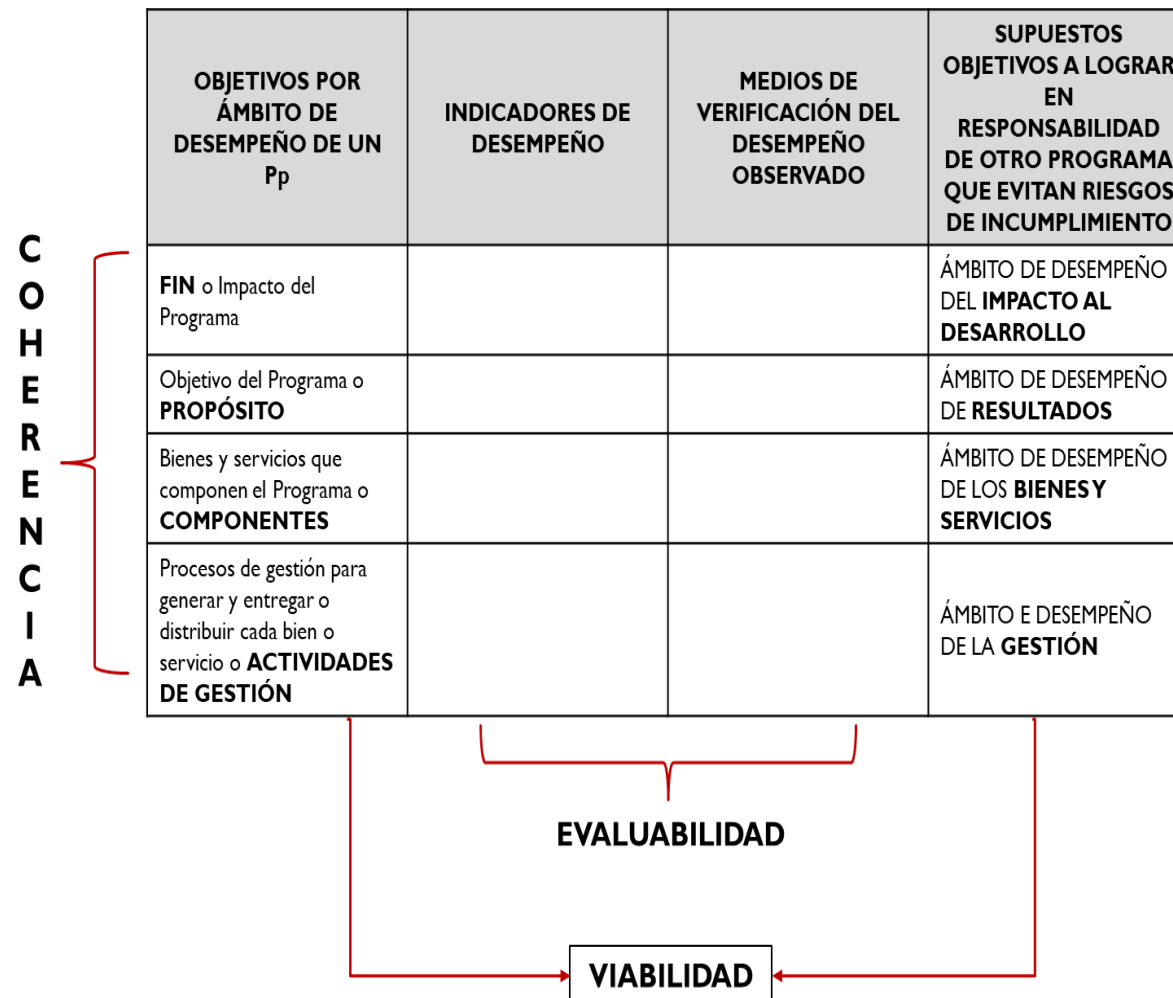 OBJETIVOS POR
ÁMBITO DE
DESEMPEÑO DE UN
Pp
INDICADORES DE
DESEMPEÑO
MEDIOS DE
VERIFICACIÓN DEL
DESEMPEÑO
OBSERVADO
SUPUESTOS
OBJETIVOS A LOGRAR
EN
RESPONSABILIDAD
DE OTRO PROGRAMA
QUE EVITAN RIESGOS
DE INCUMPLIMIENTO
C
O
H
E
R
E
N
C
I
A
FIN o Impacto del
Programa
ÁMBITO DE DESEMPEÑO
DEL IMPACTO AL
DESARROLLO
Objetivo del Programa o
PROPÓSITO
ÁMBITO DE DESEMPEÑO
DE RESULTADOS
Bienes y servicios que
componen el Programa o
COMPONENTES
ÁMBITO DE DESEMPEÑO
DE LOS BIENES Y
SERVICIOS
Procesos de gestión para
generar y entregar o
distribuir cada bien o
servicio o ACTIVIDADES
DE GESTIÓN
ÁMBITO E DESEMPEÑO
DE LA GESTIÓN
EVALUABILIDAD
VIABILIDAD